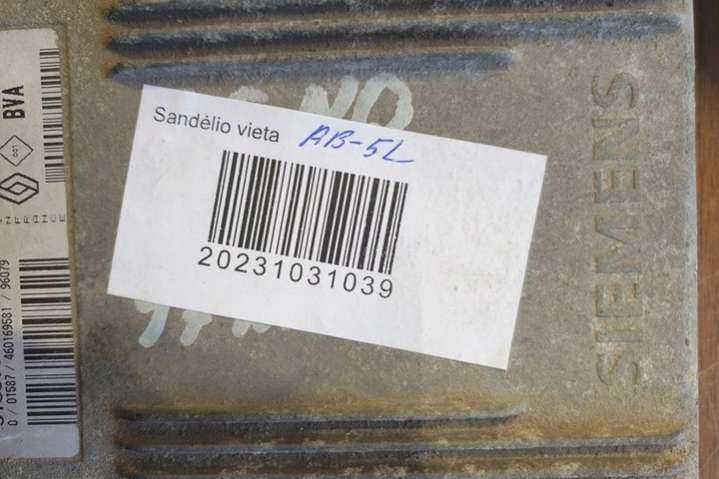 Sandėlio vieta AB-5L
20231031039
SIEMENS
BVA
0 / 01587 / 460169581 / 96079